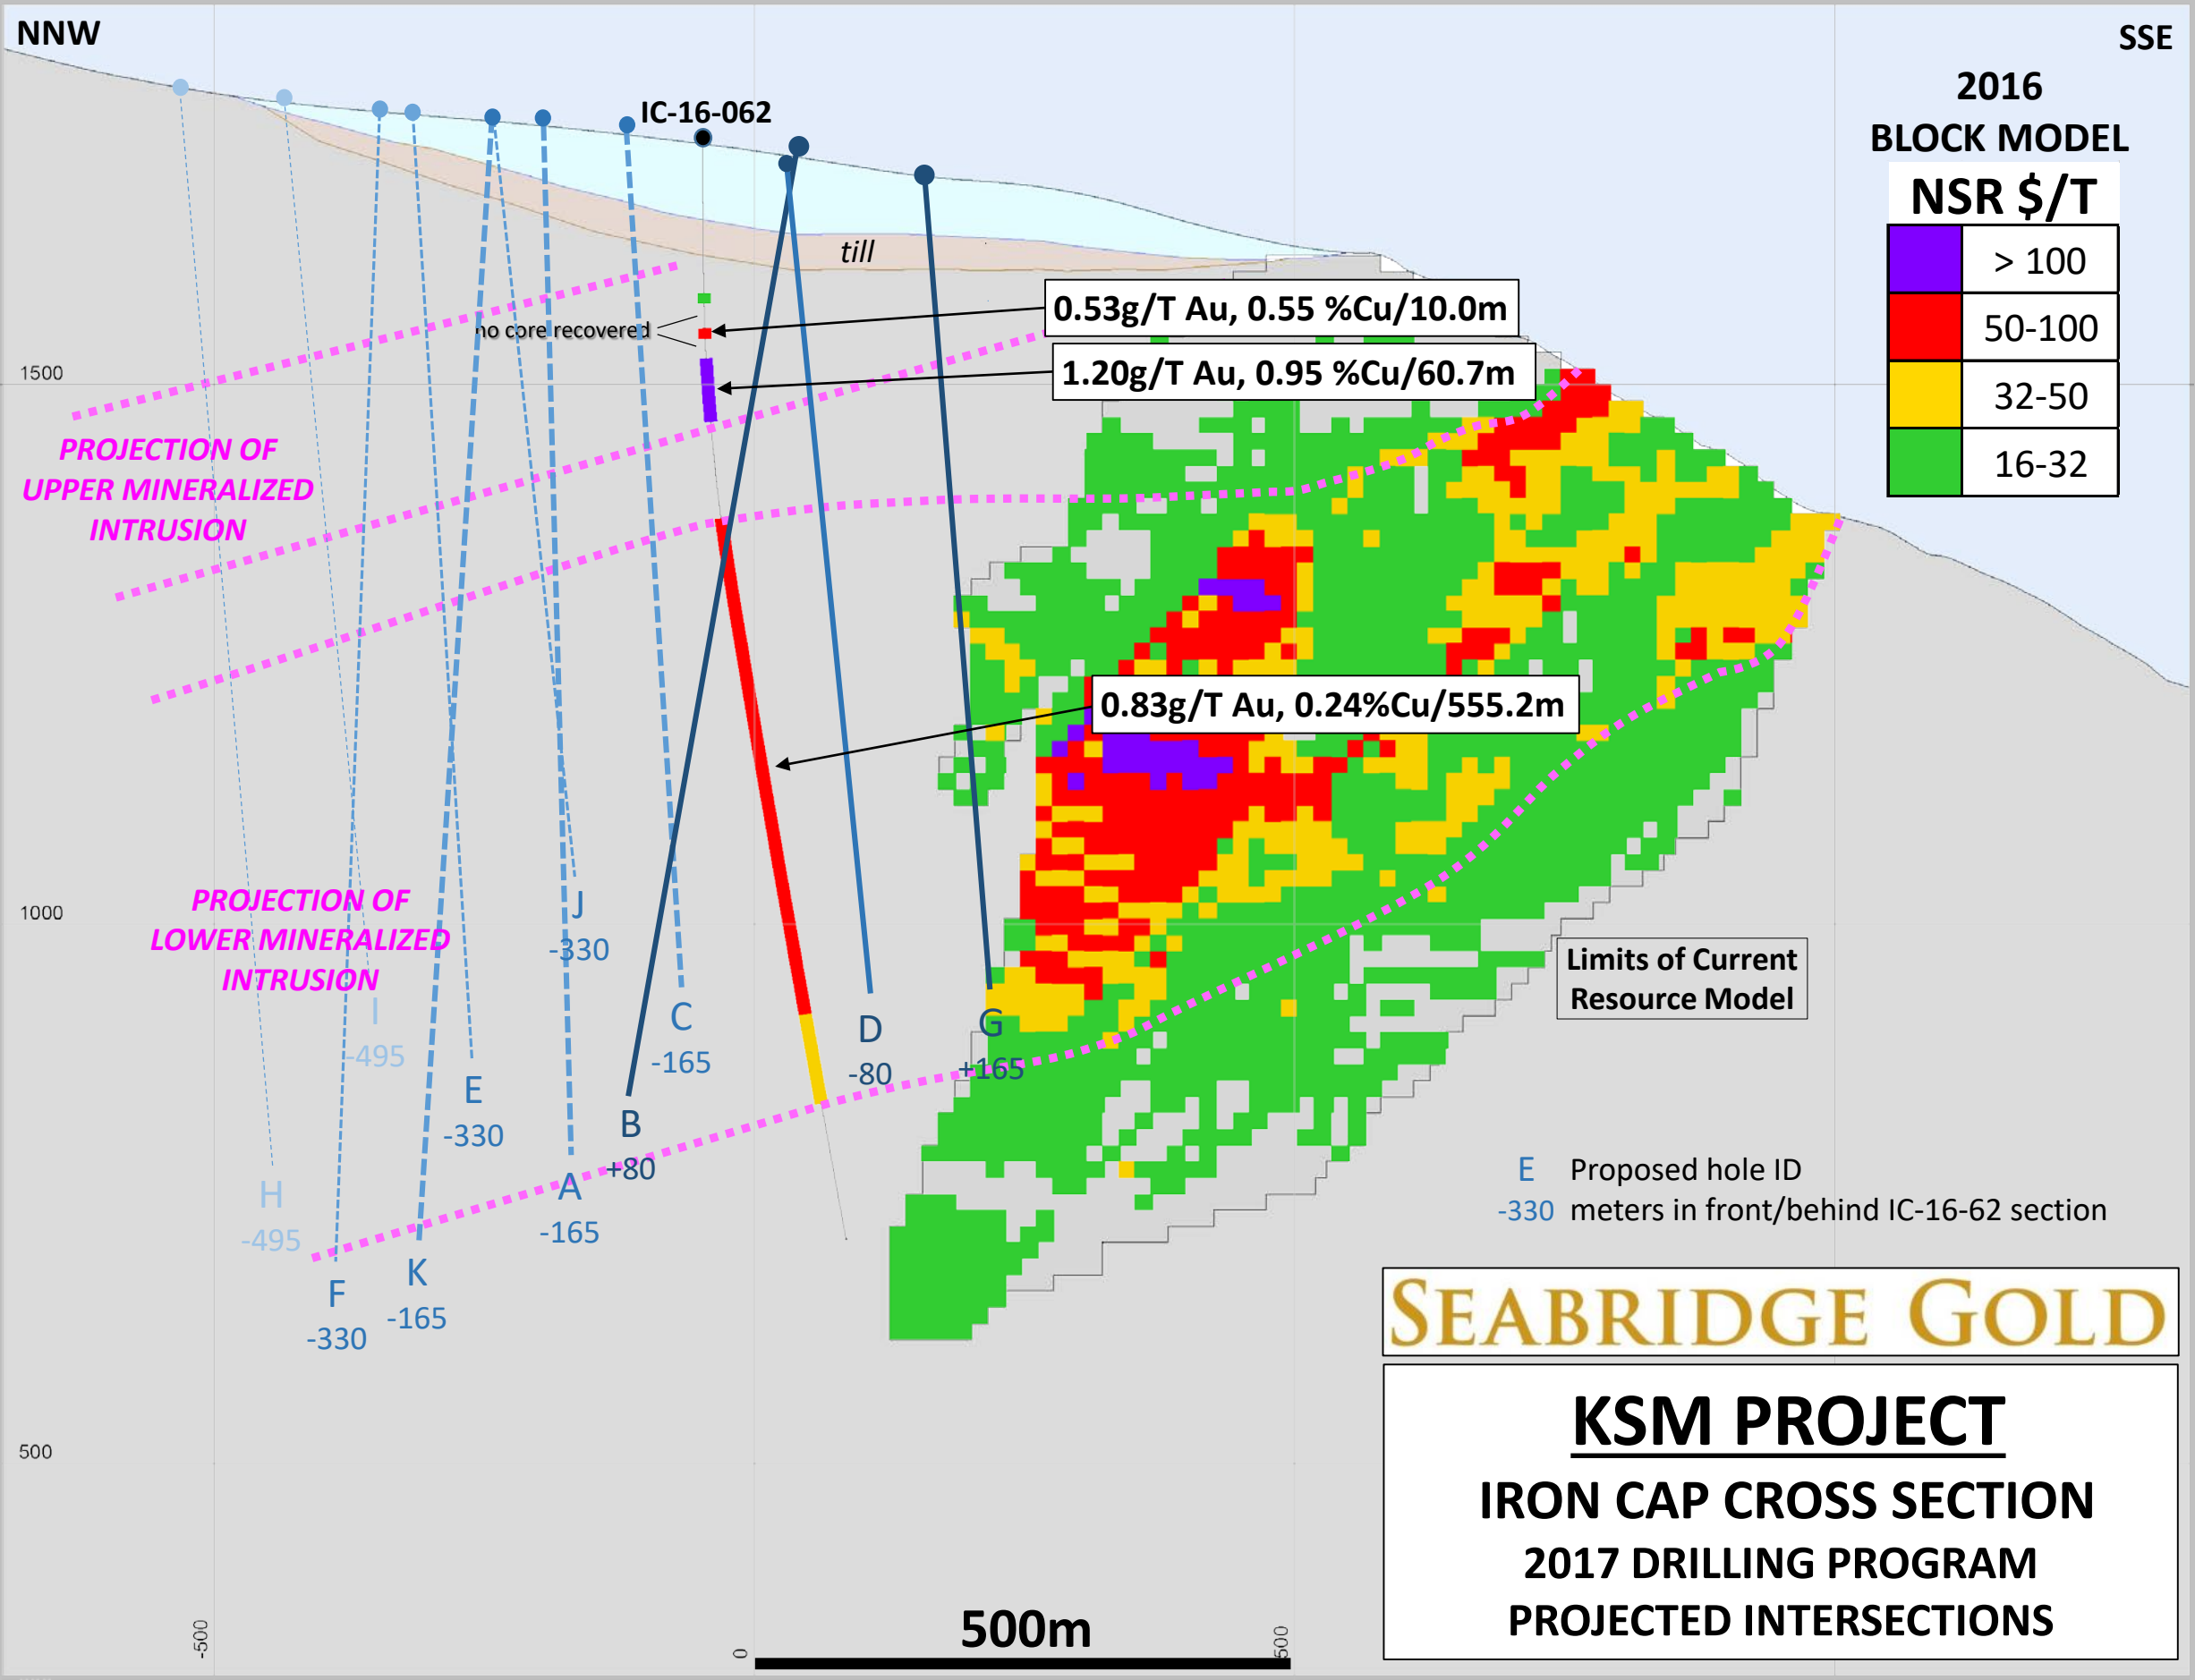 NNW
SSE
2016
BLOCK MODEL
NSR $/T
> 100
50-100
32-50
16-32
IC-16-062
till
no core recovered
0.53g/T Au, 0.55 %Cu/10.0m
1.20g/T Au, 0.95 %Cu/60.7m
1500
PROJECTION OF
UPPER MINERALIZED
INTRUSION
0.83g/T Au, 0.24%Cu/555.2m
1000
PROJECTION OF
LOWER MINERALIZED
INTRUSION
J
-330
Limits of Current
Resource Model
I
-495
C
-165
D
-80
G
+165
E
-330
B
+80
A
-165
H
-495
F
-330
K
-165
E Proposed hole ID
-330 meters in front/behind IC-16-62 section
SEABRIDGE GOLD
KSM PROJECT
IRON CAP CROSS SECTION
2017 DRILLING PROGRAM
PROJECTED INTERSECTIONS
500
-500
0
500
500m